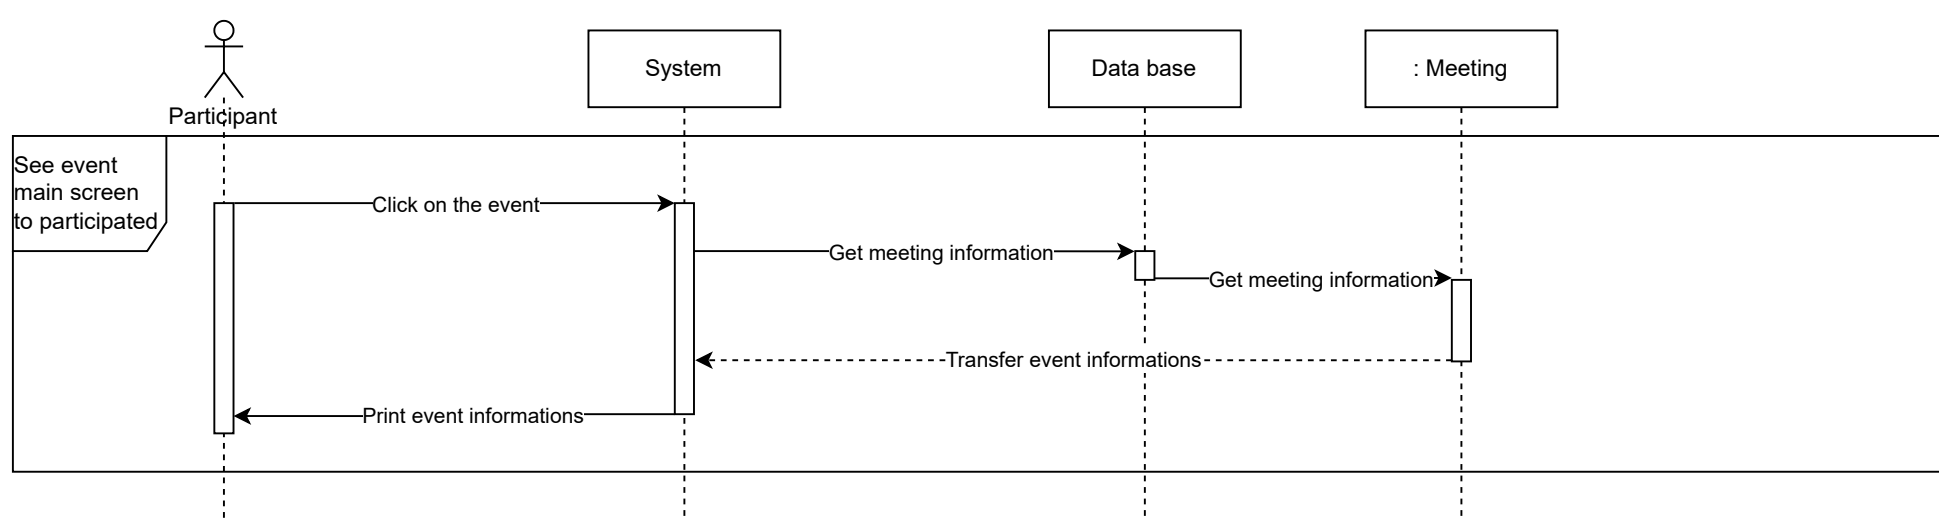 System
Data base
: Meeting
Participant
See event
main screen
to participated
Click on the event
Get meeting information
Get meeting information
Transfer event informations
Print event informations